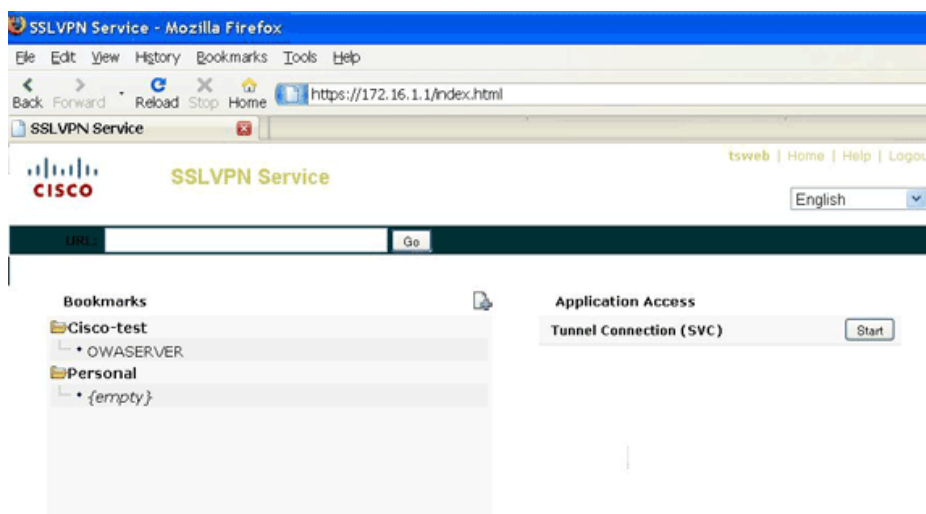 SSLVPN Service - Mozilla Firefox
File Edit View History Bookmarks Tools Help
Back Forward Reload Stop Home https://172.16.1.1/index.html
SSLVPN Service
tsweb | Home | Help | Logou
CISCO SSLVPN Service
English
URL: Go
Bookmarks
Cisco-test
OWASERVER
Personal
{empty}
Application Access
Tunnel Connection (SVC) Start